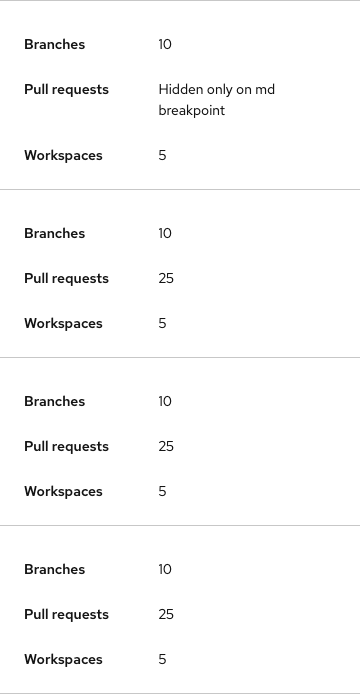 Branches 10
Pull requests Hidden only on md
breakpoint
Workspaces 5
Branches 10
Pull requests 25
Workspaces 5
Branches 10
Pull requests 25
Workspaces 5
Branches 10
Pull requests 25
Workspaces 5